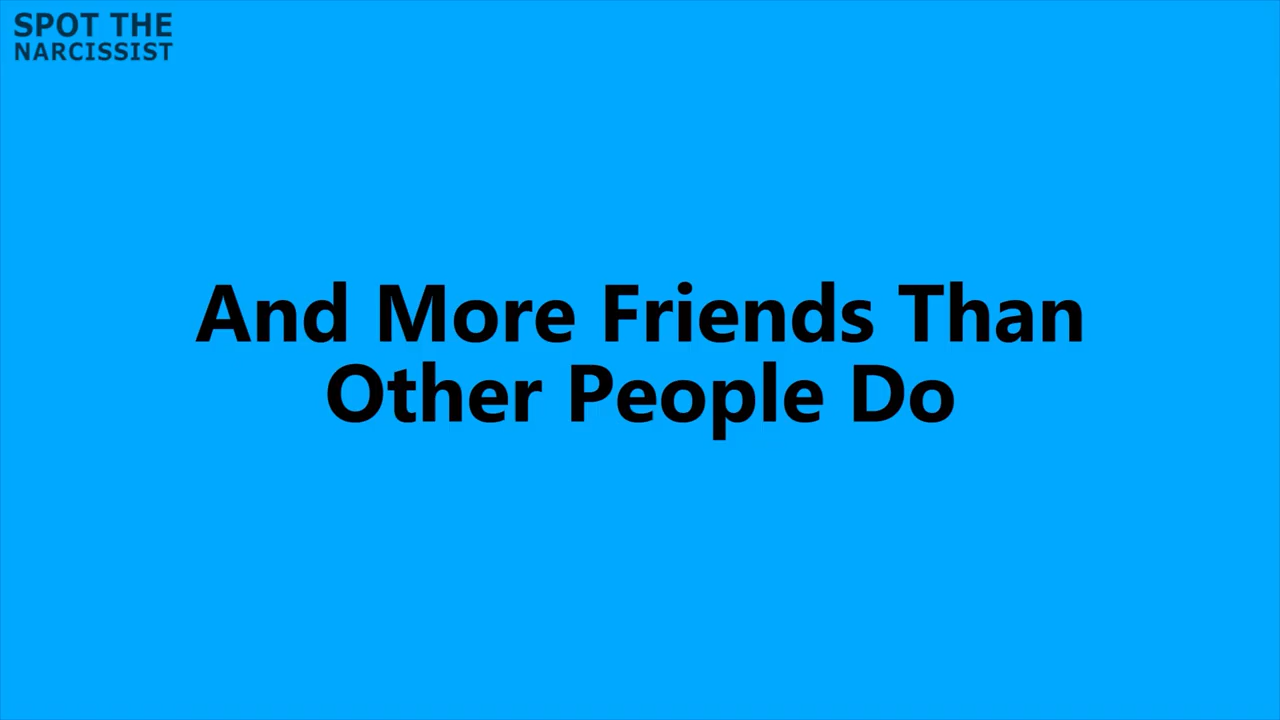 SPOT THE
NARCISSIST
And More Friends Than
Other People Do